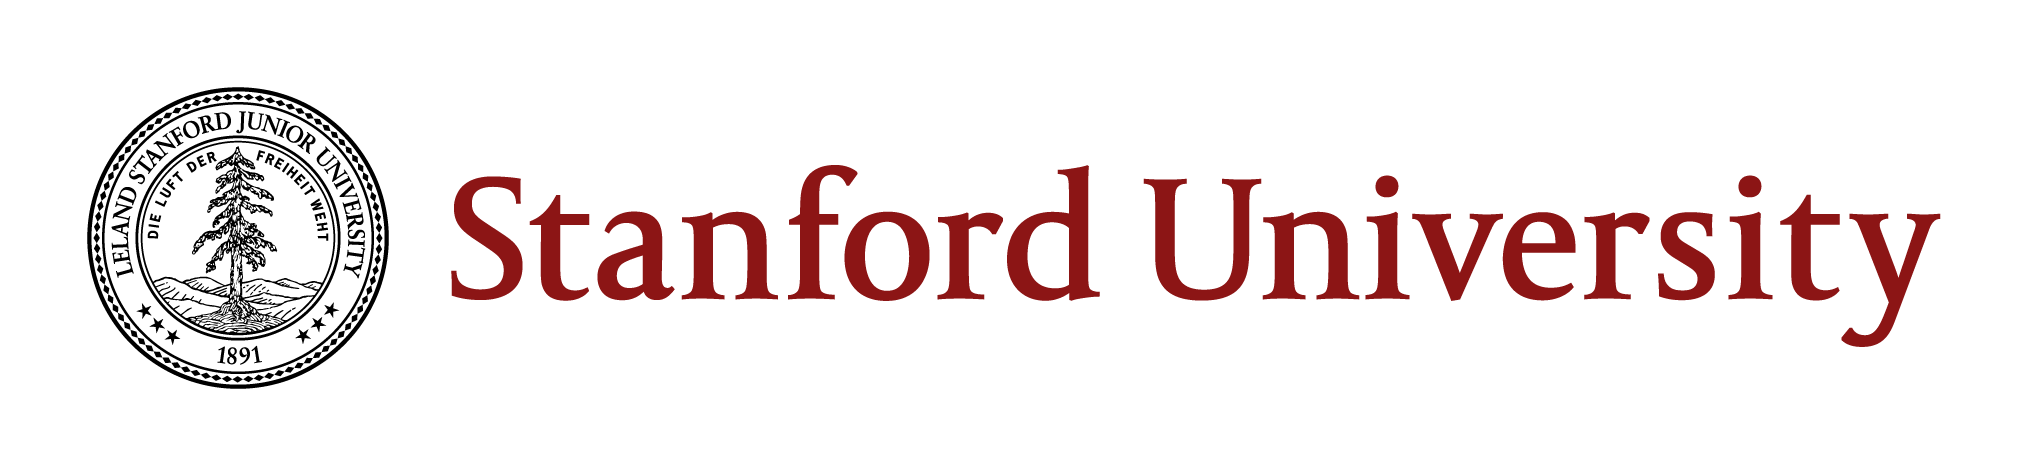 LELAND STANFORD JUNIOR UNIVERSITY
DIE LUFT DER FREIHEIT WEHT
1891
Stanford University